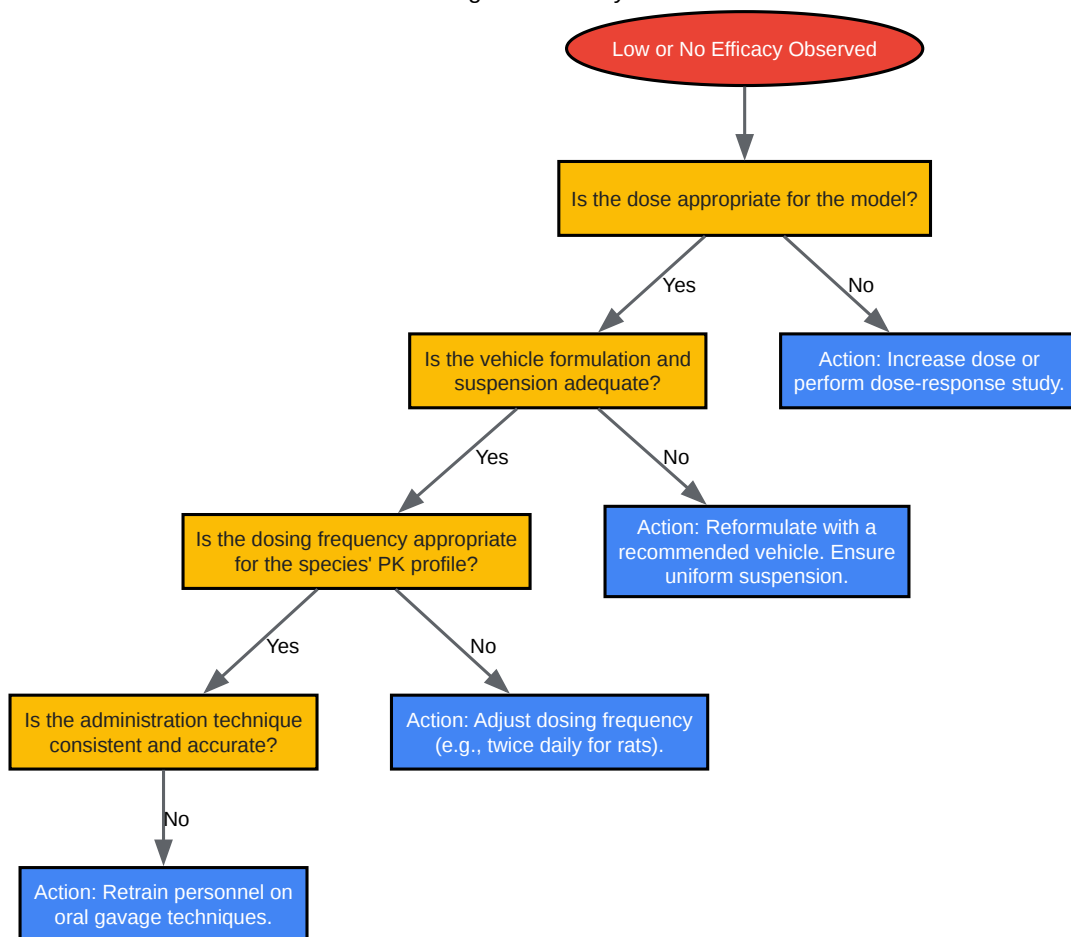 Low or No Efficacy Observed
Is the dose appropriate for the model?
Yes
No
Is the vehicle formulation and
suspension adequate?
Action: Increase dose or
perform dose-response study.
Yes
No
Is the dosing frequency appropriate
for the species' PK profile?
Action: Reformulate with a
recommended vehicle. Ensure
uniform suspension.
Yes
No
Is the administration technique
consistent and accurate?
Action: Adjust dosing frequency
(e.g., twice daily for rats).
No
Action: Retrain personnel on
oral gavage techniques.